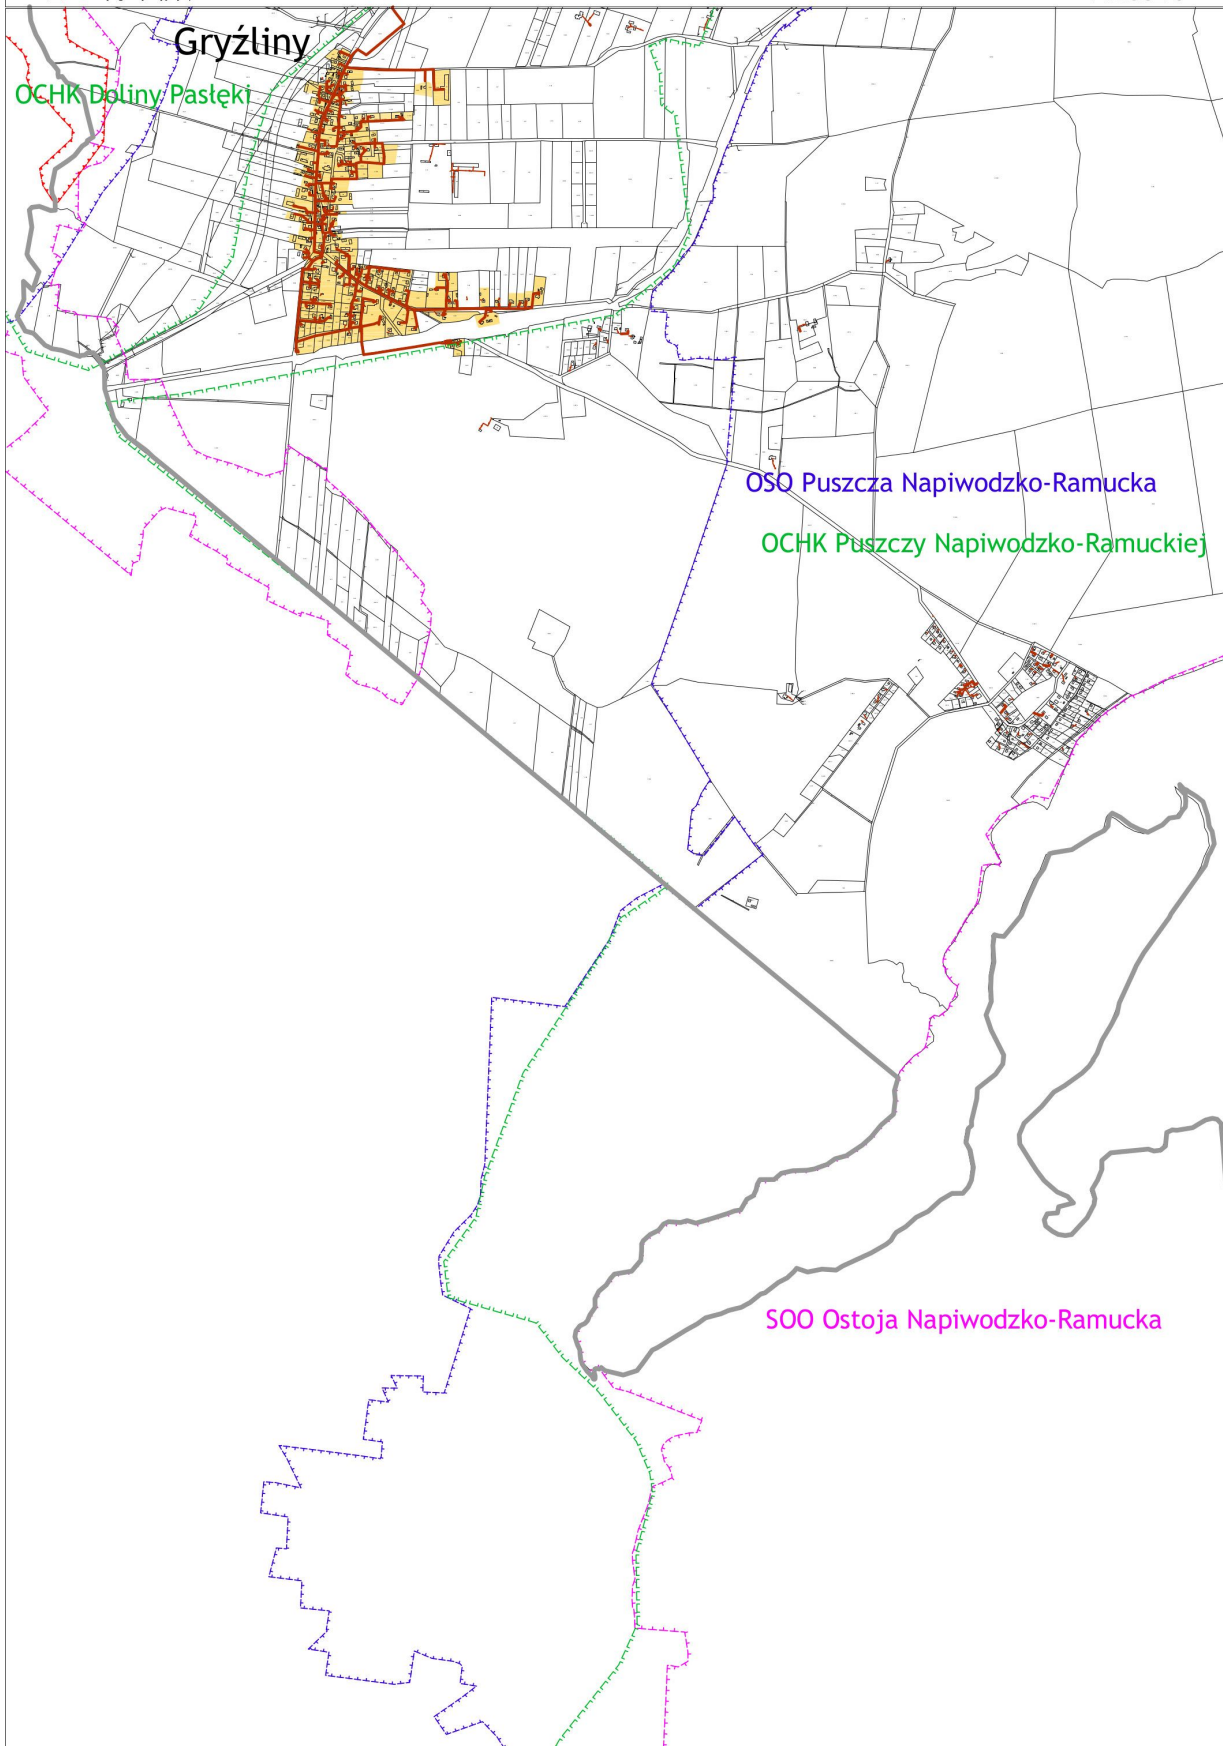 Gryźliny
OCHK Doliny Pasłęki
OSO Puszcza Napiwodzko-Ramucka
OCHK Puszczy Napiwodzko-Ramuckiej
SOO Ostoja Napiwodzko-Ramucka